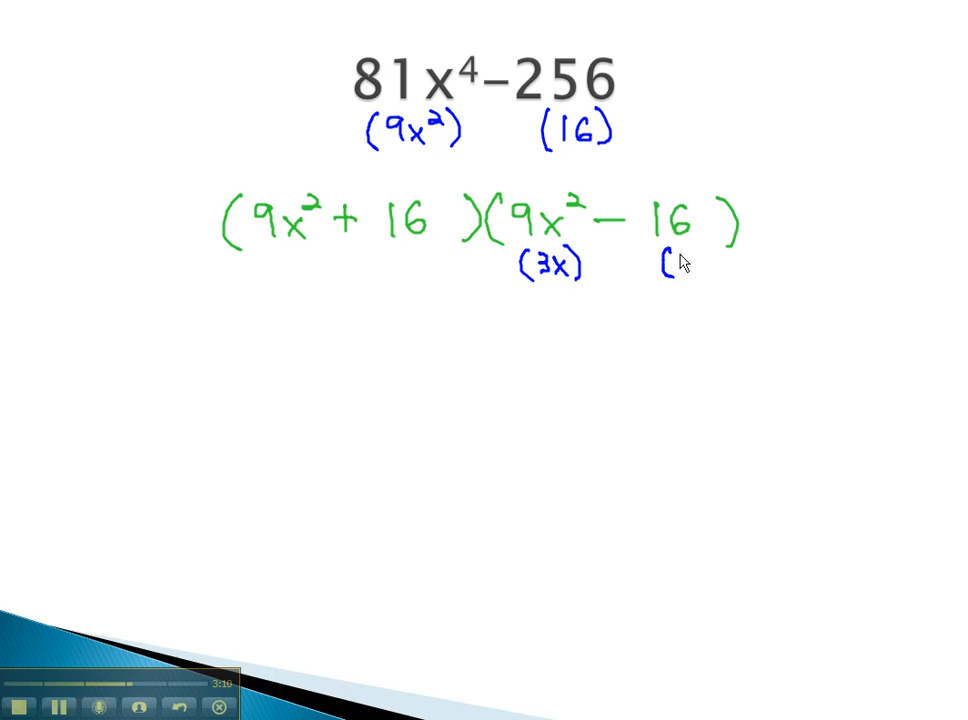 81x⁴-256
(9x²) (16)
(9x² + 16 )(9x² - 16 )
(3x) (
3:10